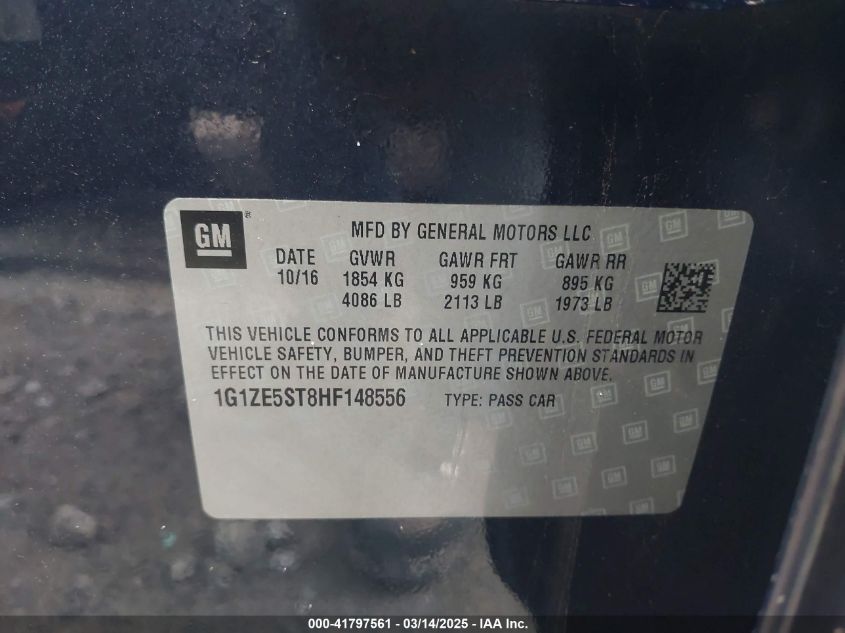 GM ®
MFD BY GENERAL MOTORS LLC
DATE GVWR GAWR FRT GAWR RR
10/16 1854 KG 959 KG 895 KG
4086 LB 2113 LB 1973 LB
THIS VEHICLE CONFORMS TO ALL APPLICABLE U.S. FEDERAL MOTOR
VEHICLE SAFETY, BUMPER, AND THEFT PREVENTION STANDARDS IN
EFFECT ON THE DATE OF MANUFACTURE SHOWN ABOVE.
1G1ZE5ST8HF148556 TYPE: PASS CAR
000-41797561 - 03/14/2025 - IAA Inc.